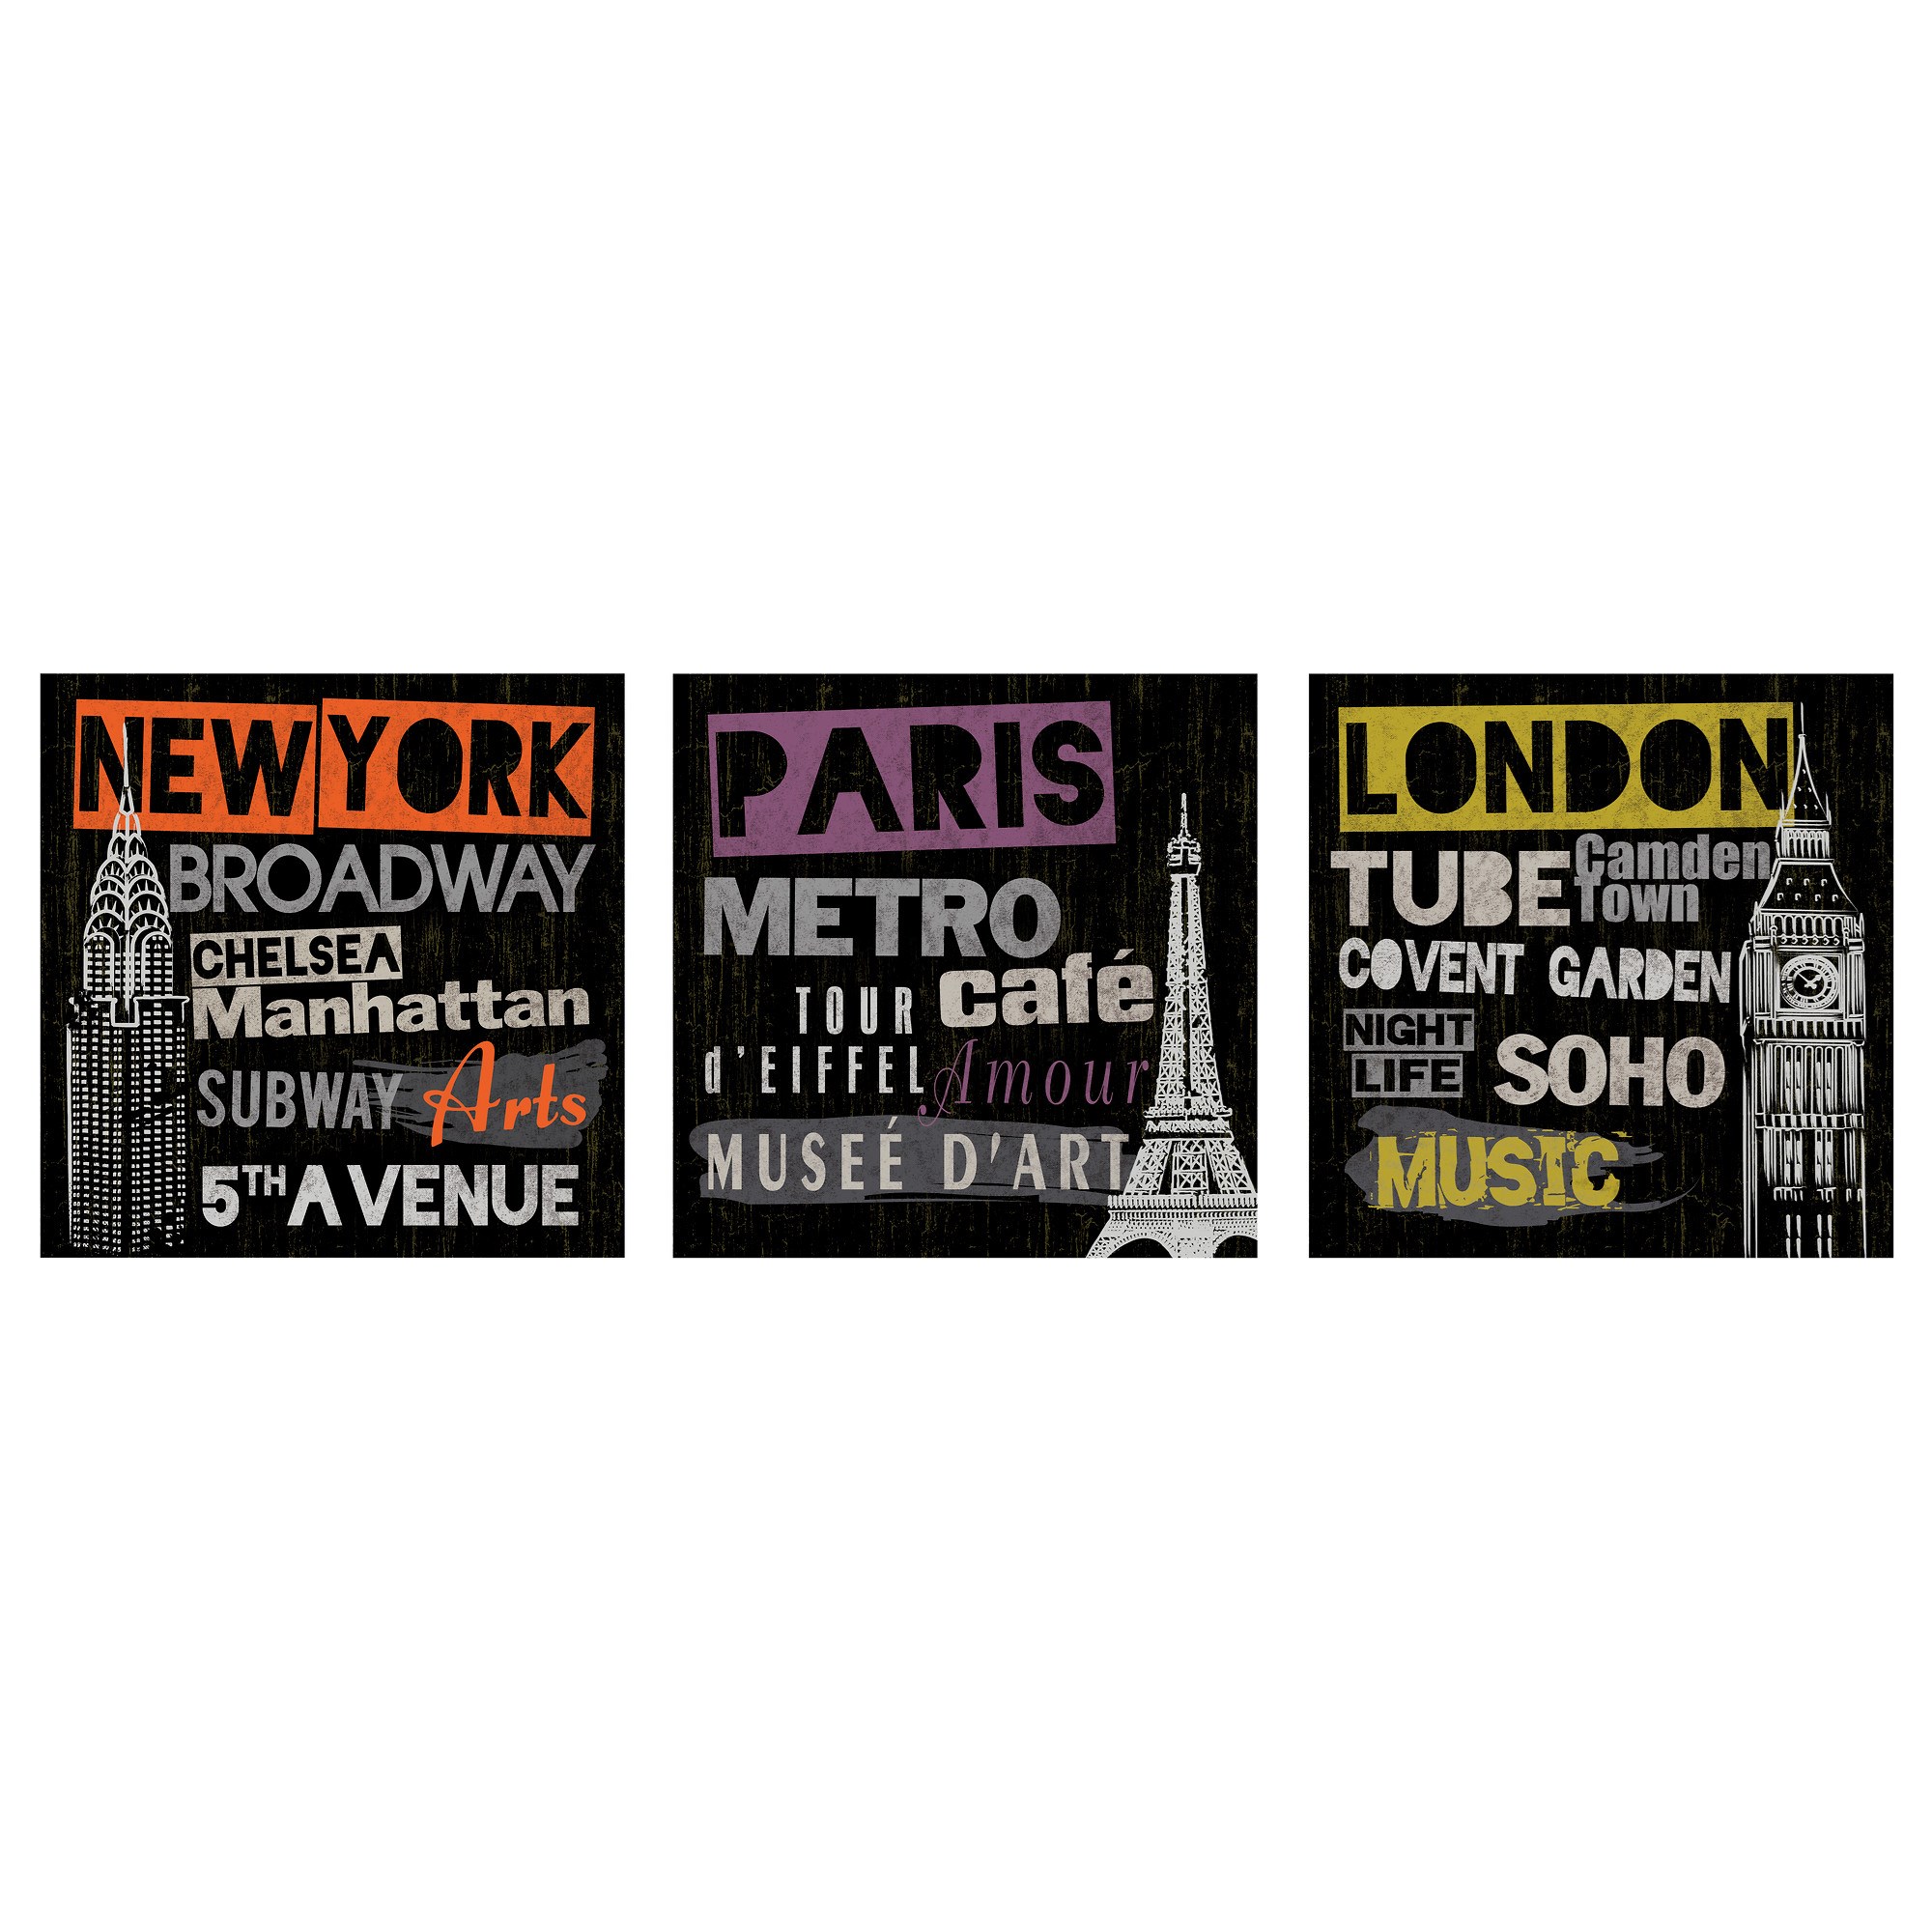 NEW YORK
BROADWAY
CHELSEA
Manhattan
SUBWAY Arts
5TH AVENUE
PARIS
METRO
café
TOUR
d'EIFFEL Amour
MUSEÉ D'ART
LONDON
TUBE Camden
Town
COVENT GARDEN
NIGHT
LIFE
SOHO
MUSIC